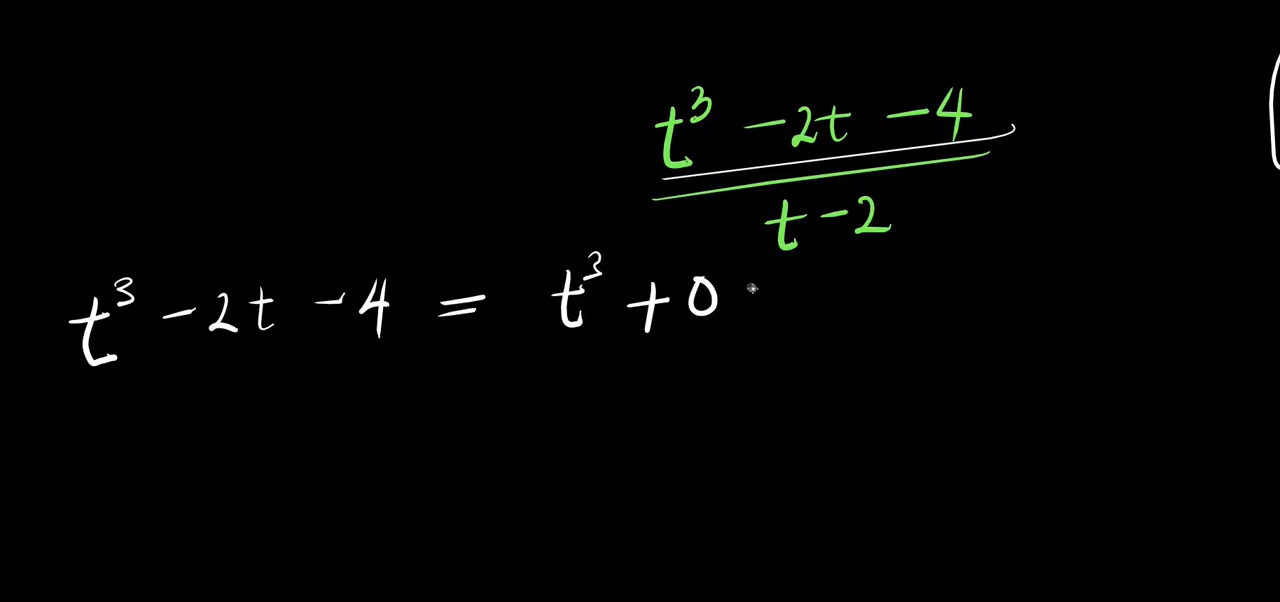 t³ - 2t - 4
t - 2
t³ - 2t - 4 = t³ + 0